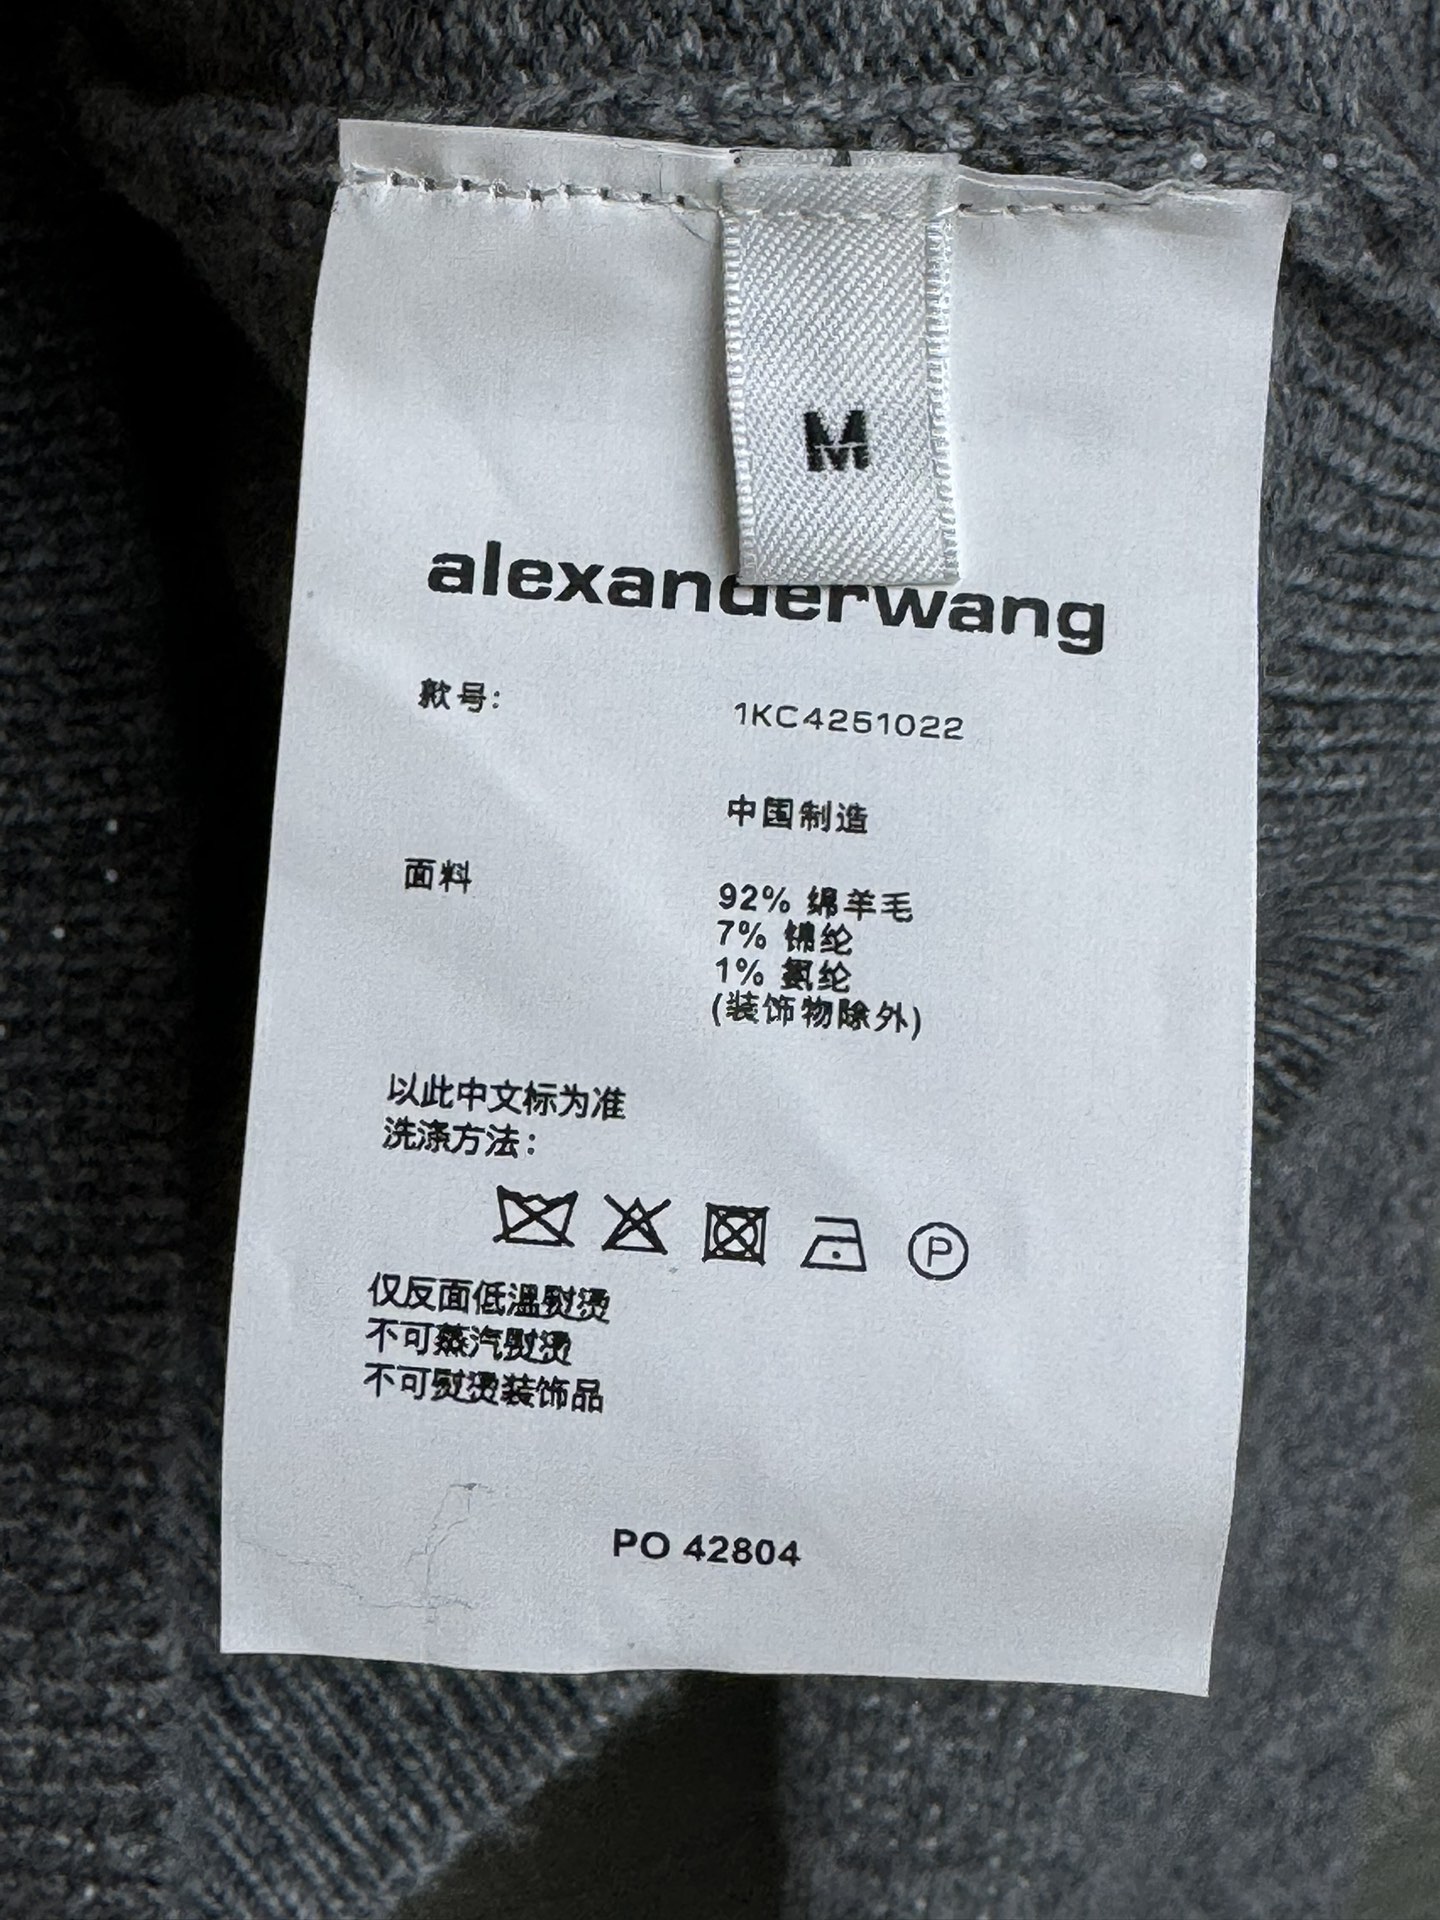 M
alexanderwang
款号: 1KC4251022
中国制造
面料
92% 绵羊毛
7% 锦纶
1% 氨纶
(装饰物除外)
以此中文标为准
洗涤方法:
P
仅反面低温熨烫
不可蒸汽熨烫
不可熨烫装饰品
PO 42804